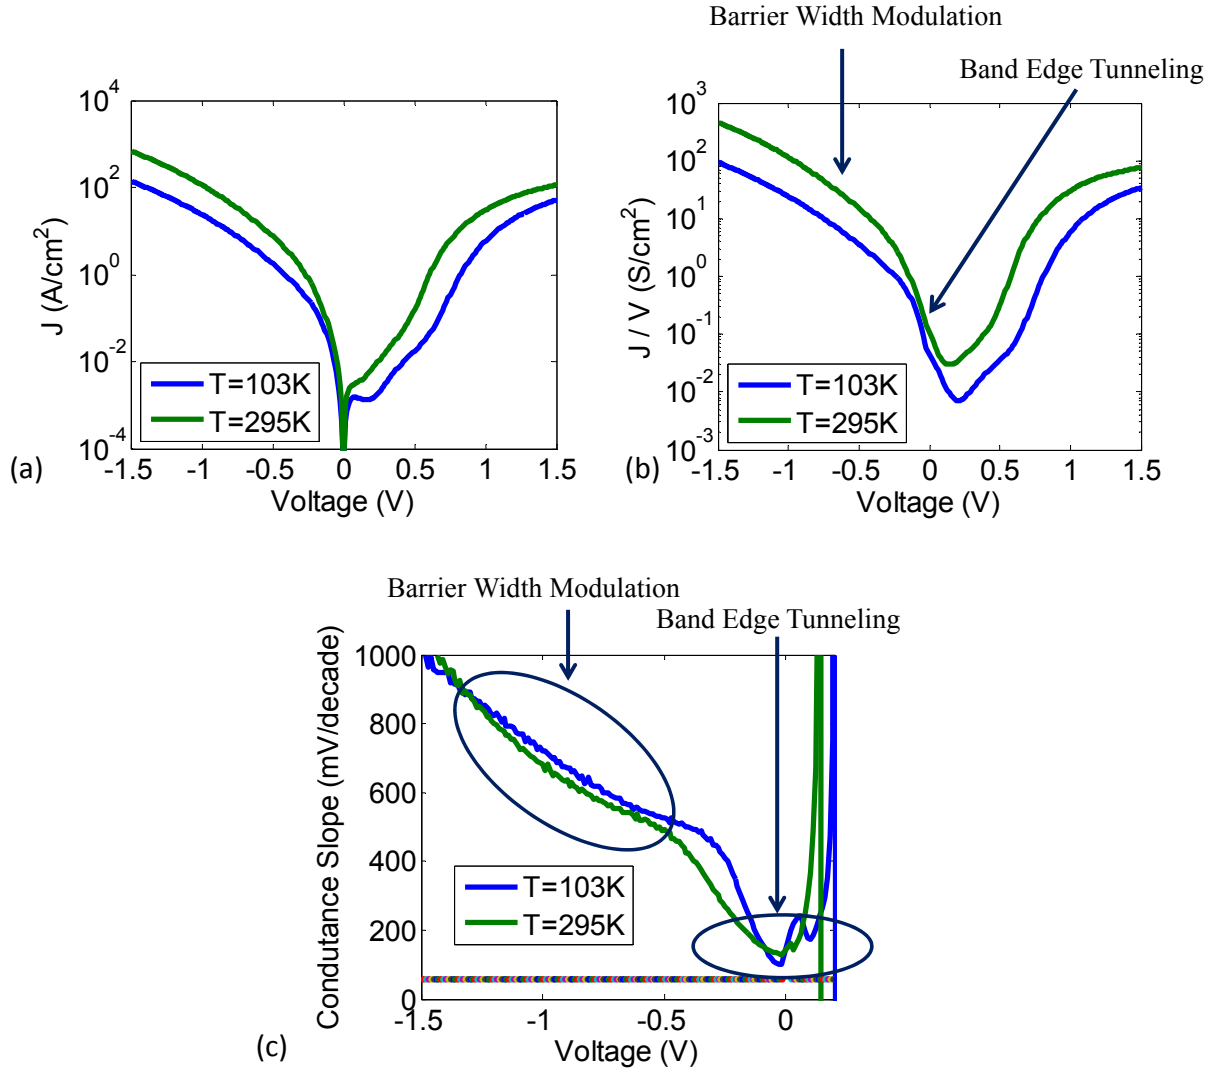 Barrier Width Modulation
Band Edge Tunneling
10^4
10^2
10^0
10^-2
10^-4
J (A/cm^2)
T=103K
T=295K
-1.5 -1 -0.5 0 0.5 1 1.5
Voltage (V)
(a)
10^3
10^2
10^1
10^0
10^-1
10^-2
10^-3
J / V (S/cm^2)
T=103K
T=295K
-1.5 -1 -0.5 0 0.5 1 1.5
Voltage (V)
(b)
Barrier Width Modulation
Band Edge Tunneling
1000
800
600
400
200
0
Condutance Slope (mV/decade)
T=103K
T=295K
-1.5 -1 -0.5 0
Voltage (V)
(c)